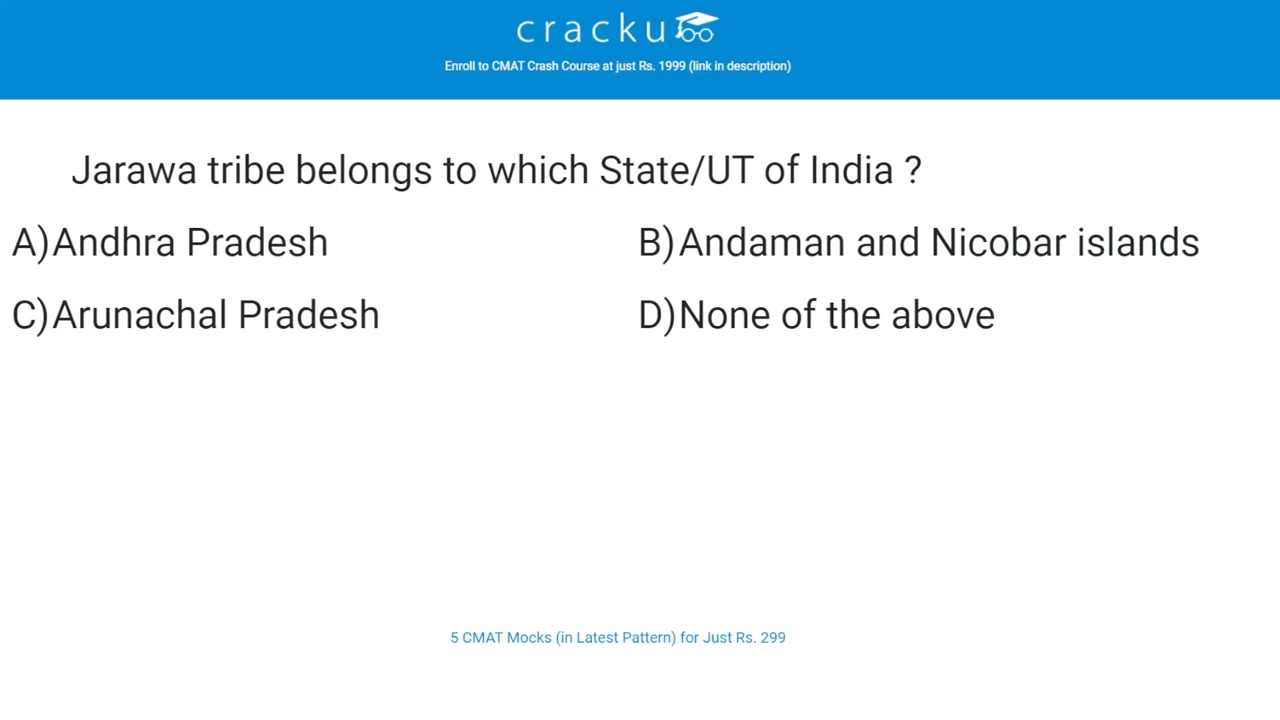 cracku
Enroll to CMAT Crash Course at just Rs. 1999 (link in description)
Jarawa tribe belongs to which State/UT of India ?
A)Andhra Pradesh B)Andaman and Nicobar islands
C)Arunachal Pradesh D)None of the above
5 CMAT Mocks (in Latest Pattern) for Just Rs. 299